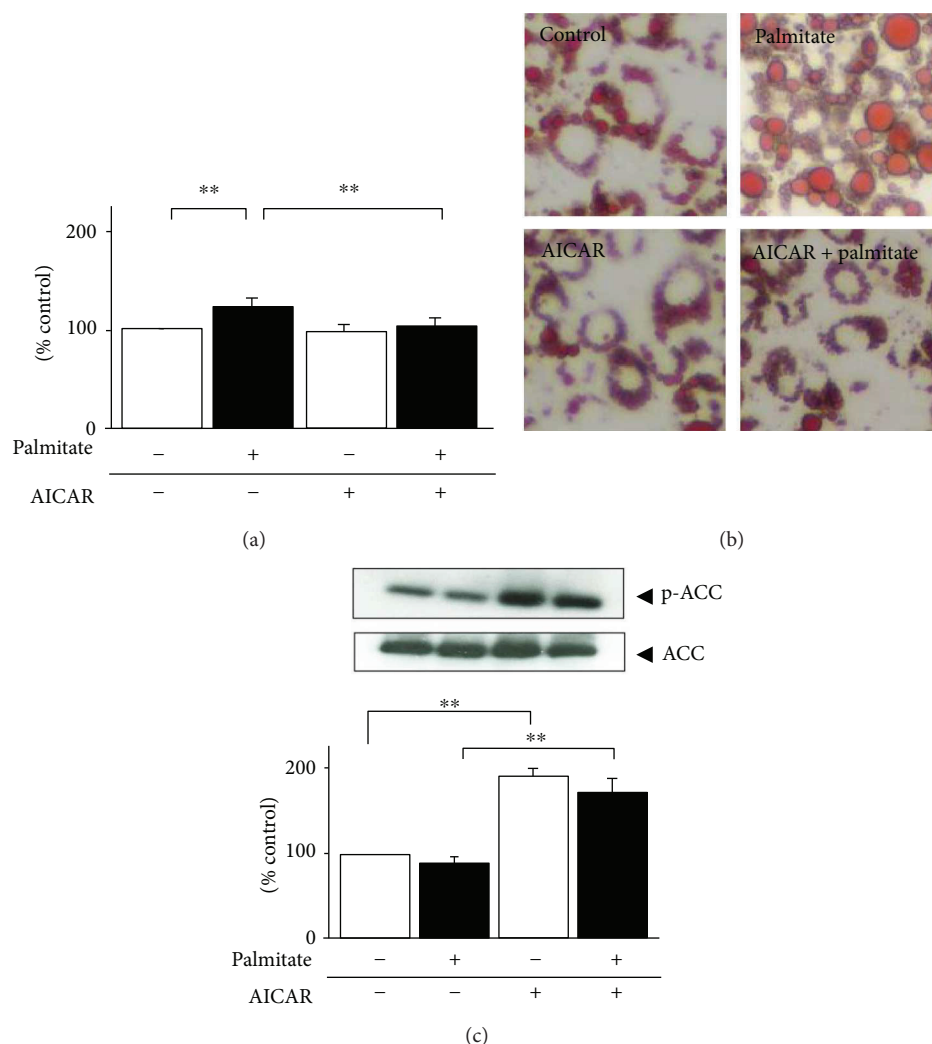 Control
Palmitate
AICAR
AICAR + palmitate
** **
200
100
0
(% control)
Palmitate − + − +
AICAR − − + +
(a)
(b)
p-ACC
ACC
**
**
200
100
0
(% control)
Palmitate − + − +
AICAR − − + +
(c)